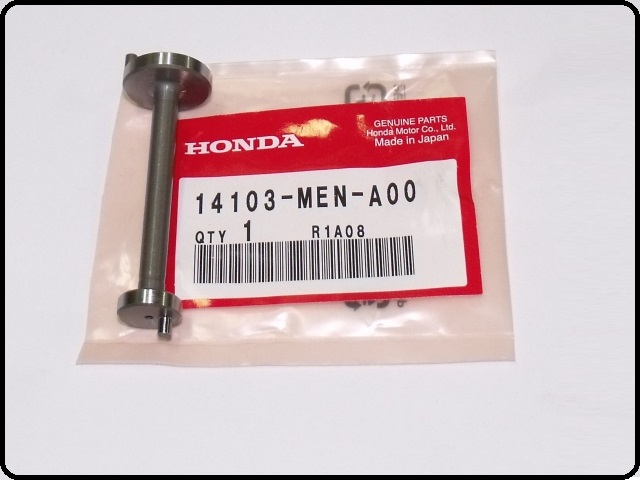 HONDA
GENUINE PARTS
Honda Motor Co., Ltd.
Made in Japan
14103-MEN-A00
QTY 1 R1A08